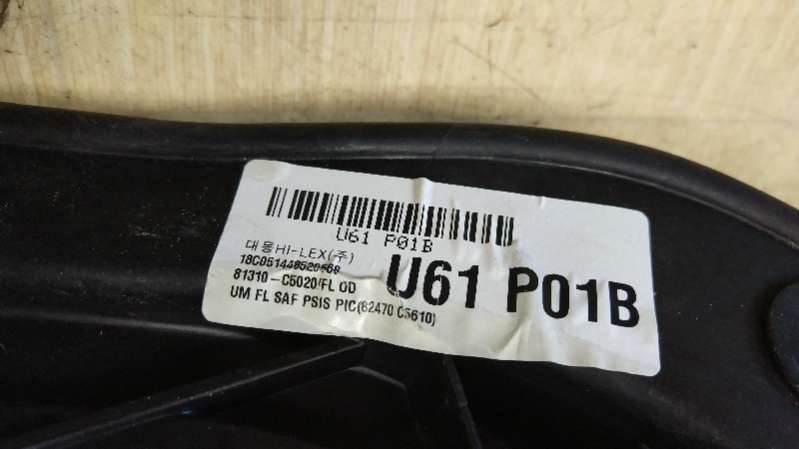 U61 P01B
대동HI-LEX(주)
18C051448520568
81310-C5020/FL OD
U61 P01B
UM FL SAF PSIS PIC(82470 C5610)